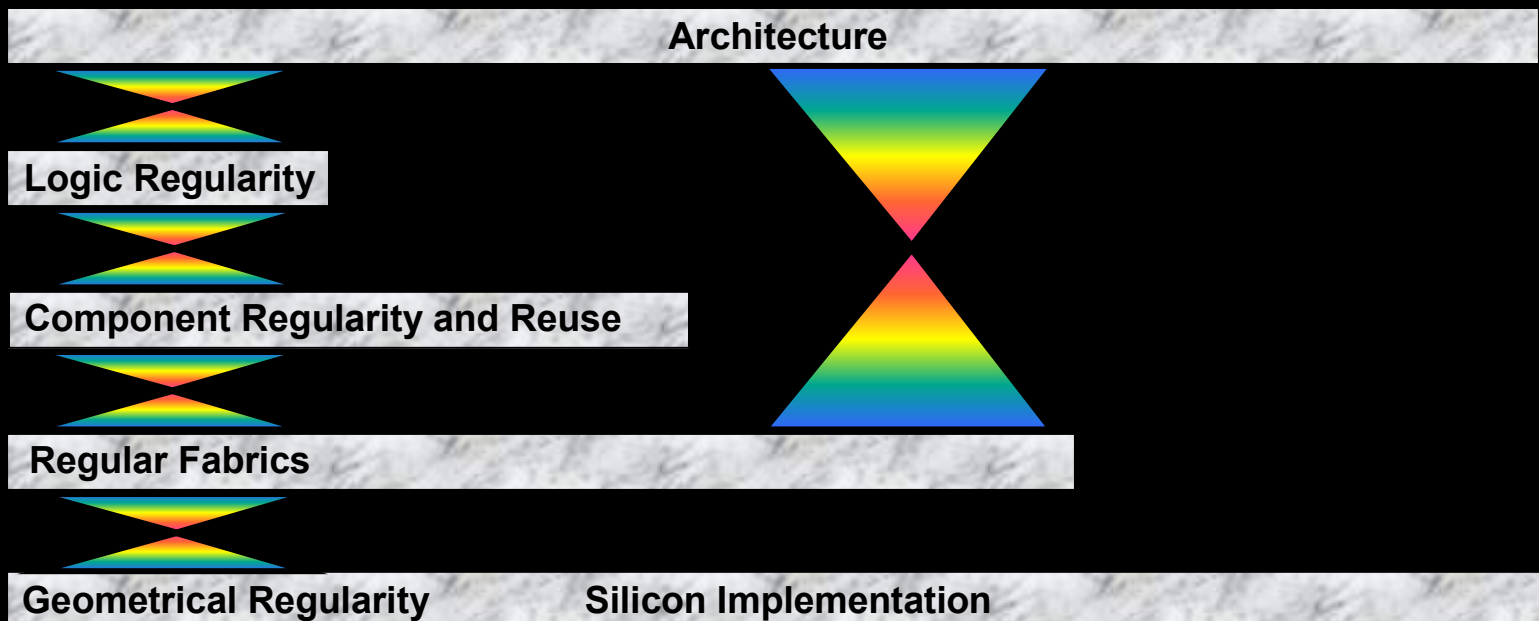 Architecture
Logic Regularity
Component Regularity and Reuse
Regular Fabrics
Geometrical Regularity
Silicon Implementation